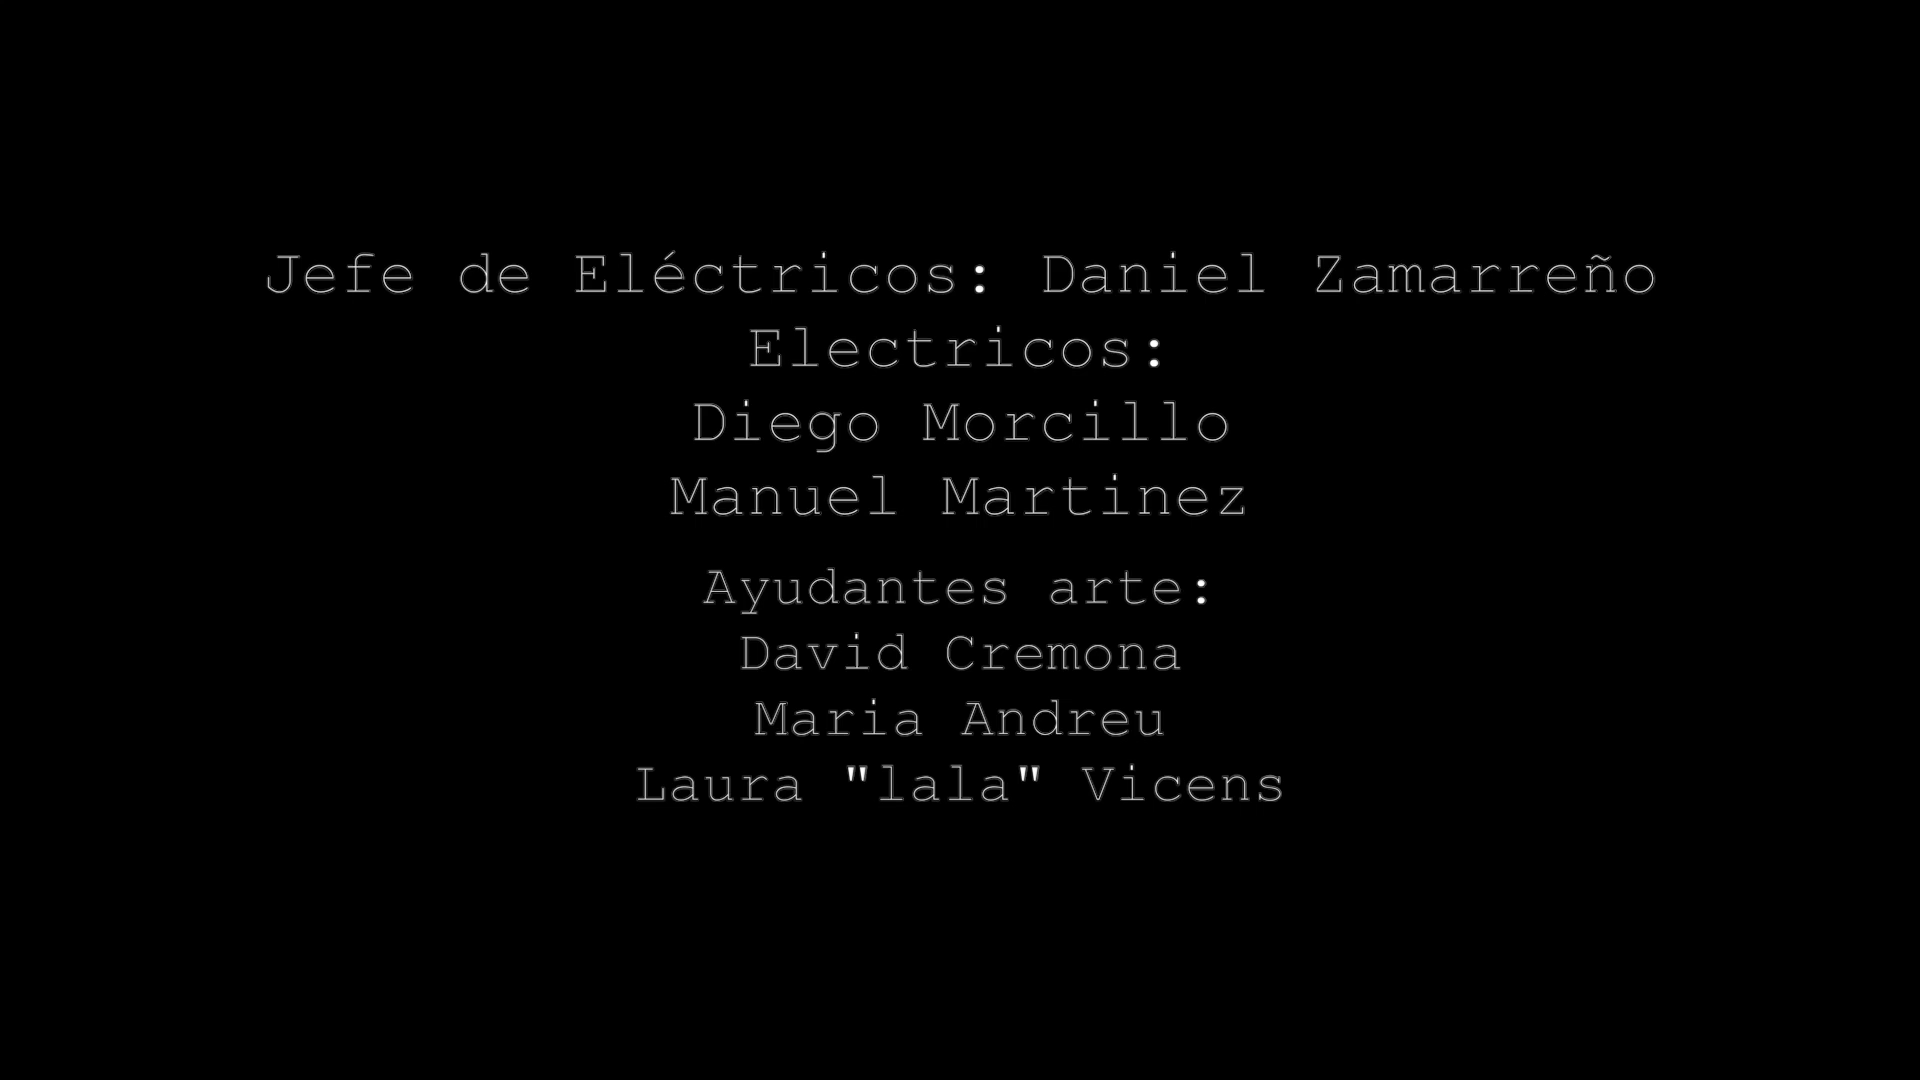 Jefe de Eléctricos: Daniel Zamarreño
Electricos:
Diego Morcillo
Manuel Martinez
Ayudantes arte:
David Cremona
Maria Andreu
Laura "lala" Vicens